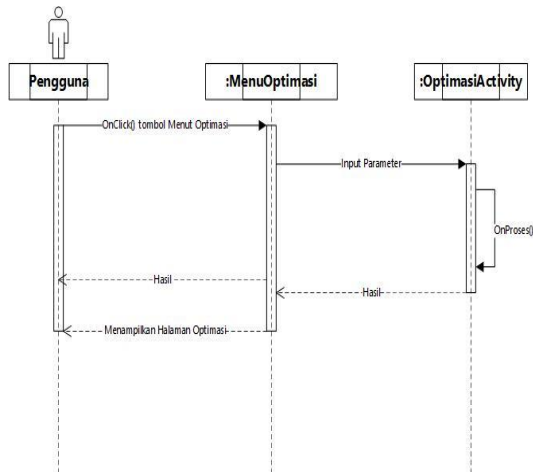 Pengguna
:MenuOptimasi
:OptimasiActivity
OnClick() tombol Menut Optimasi
Input Parameter
OnProses()
Hasil
Hasil
Menampilkan Halaman Optimasi